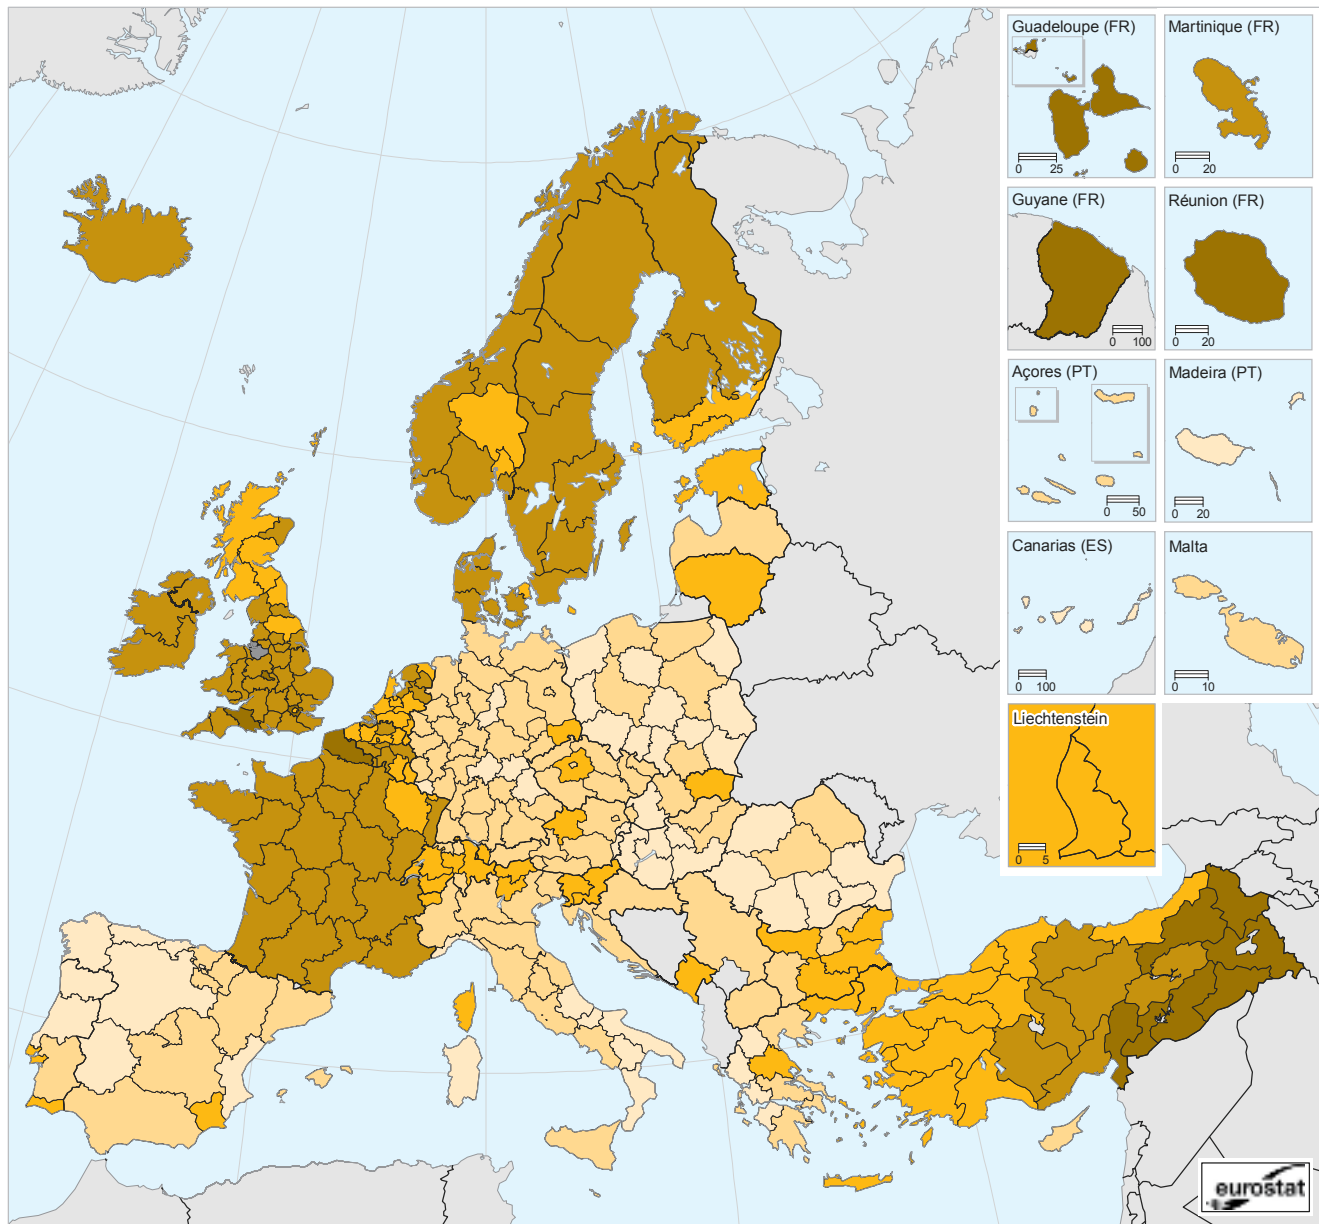 Guadeloupe (FR)
0 25
Martinique (FR)
0 20
Guyane (FR)
0 100
Réunion (FR)
0 20
Açores (PT)
0 50
Madeira (PT)
0 20
Canarias (ES)
0 100
Malta
0 10
Liechtenstein
0 5
eurostat